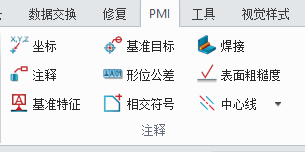 数据交换 修复 PMI 工具 视觉样式
X,Y,Z 坐标 基准目标 焊接
注释 形位公差 表面粗糙度
A 基准特征 相交符号 中心线
注释